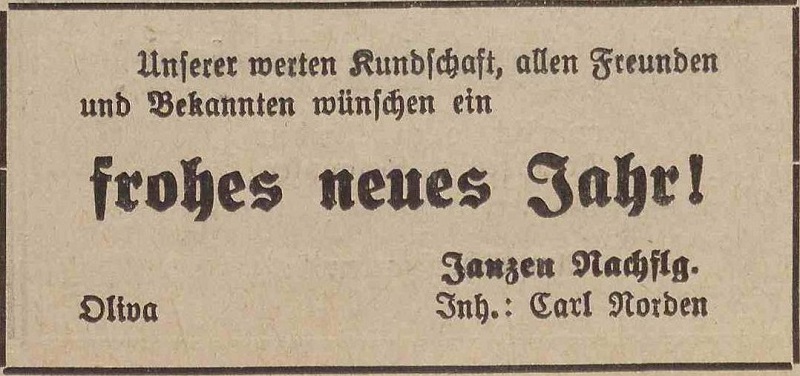 Unserer werten Kundschaft, allen Freunden
und Bekannten wünschen ein
frohes neues Jahr!
Janzen Nachflg.
Oliva
Inh.: Carl Norden